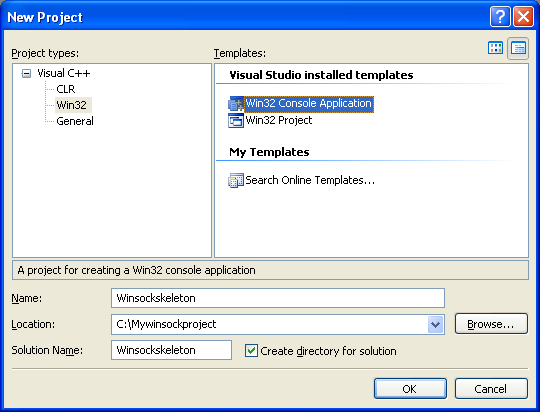 New Project
Project types:
Templates:
Visual C++
CLR
Win32
General
Visual Studio installed templates
Win32 Console Application
Win32 Project
My Templates
Search Online Templates...
A project for creating a Win32 console application
Name: Winsockskeleton
Location: C:\Mywinsockproject Browse...
Solution Name: Winsockskeleton Create directory for solution
OK Cancel